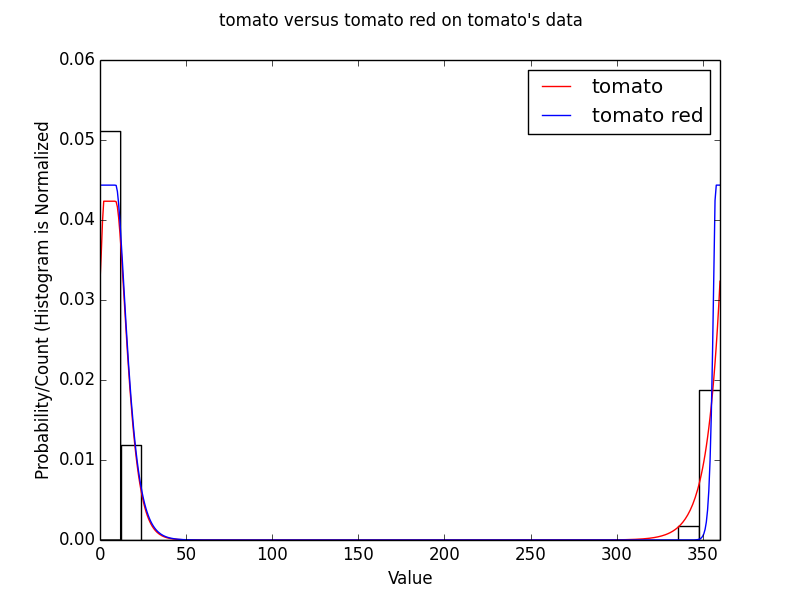 tomato versus tomato red on tomato's data
0.06
0.05
0.04
0.03
0.02
0.01
0.00
Probability/Count (Histogram is Normalized
tomato
tomato red
0 50 100 150 200 250 300 350
Value